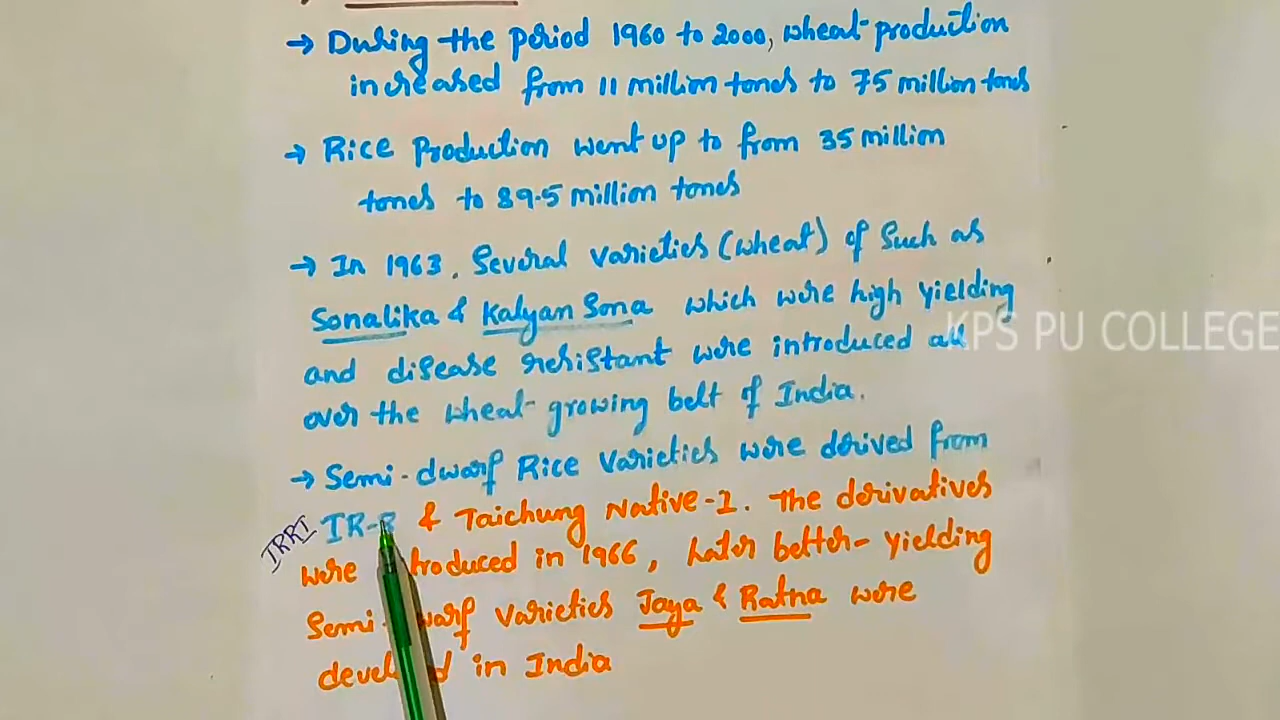 → During the period 1960 to 2000, wheat production
increased from 11 million tones to 75 million tones
→ Rice Production went up to from 35 million
tones to 89.5 million tones
→ In 1963, Several varieties (wheat) of Such as
Sonalika & Kalyan Sona which were high yielding
KPS PU COLLEGE
and disease resistant were introduced all
over the wheat-growing belt of India.
→ Semi-dwarf Rice Varieties were derived from
IRRI IR-8 & Taichung Native-I. The derivatives
were introduced in 1966, Later better-yielding
Semi-dwarf varieties Jaya & Ratna were
in India